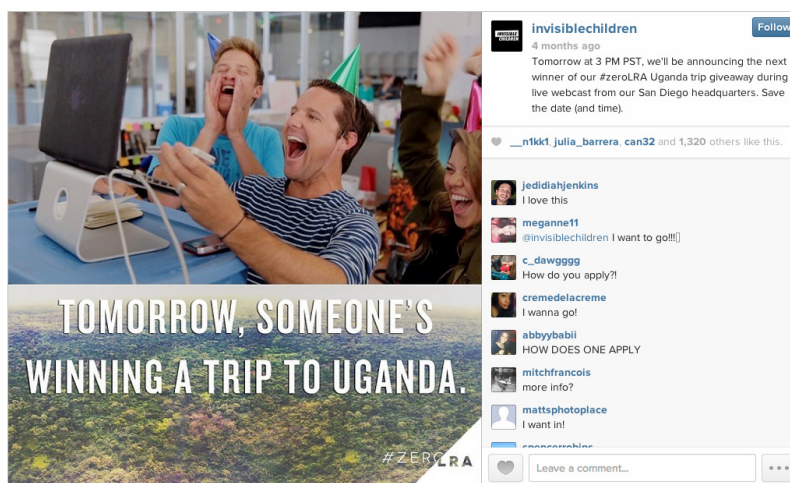 TOMORROW, SOMEONE'S
WINNING A TRIP TO UGANDA.
#ZEROLRA
INVISIBLE
CHILDREN
invisiblechildren
Follow
4 months ago
Tomorrow at 3 PM PST, we'll be announcing the next
winner of our #zeroLRA Uganda trip giveaway during
live webcast from our San Diego headquarters. Save
the date (and time).
__n1kk1, julia_barrera, can32 and 1,320 others like this.
jedidiahjenkins
I love this
meganne11
@invisiblechildren I want to go!!!
c_dawgggg
How do you apply?!
cremedelacreme
I wanna go!
abbyybabii
HOW DOES ONE APPLY
mitchfrancois
more info?
mattsphotoplace
I want in!
spencerrobins
Leave a comment...